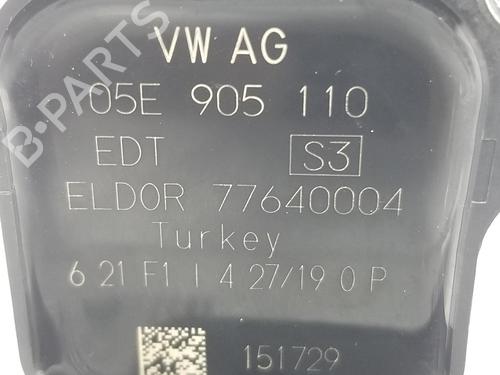 VW AG
05E 905 110
EDT S3
ELDOR 77640004
Turkey
6 21 F1 I 4 27/19 0 P
151729
B-PARTS